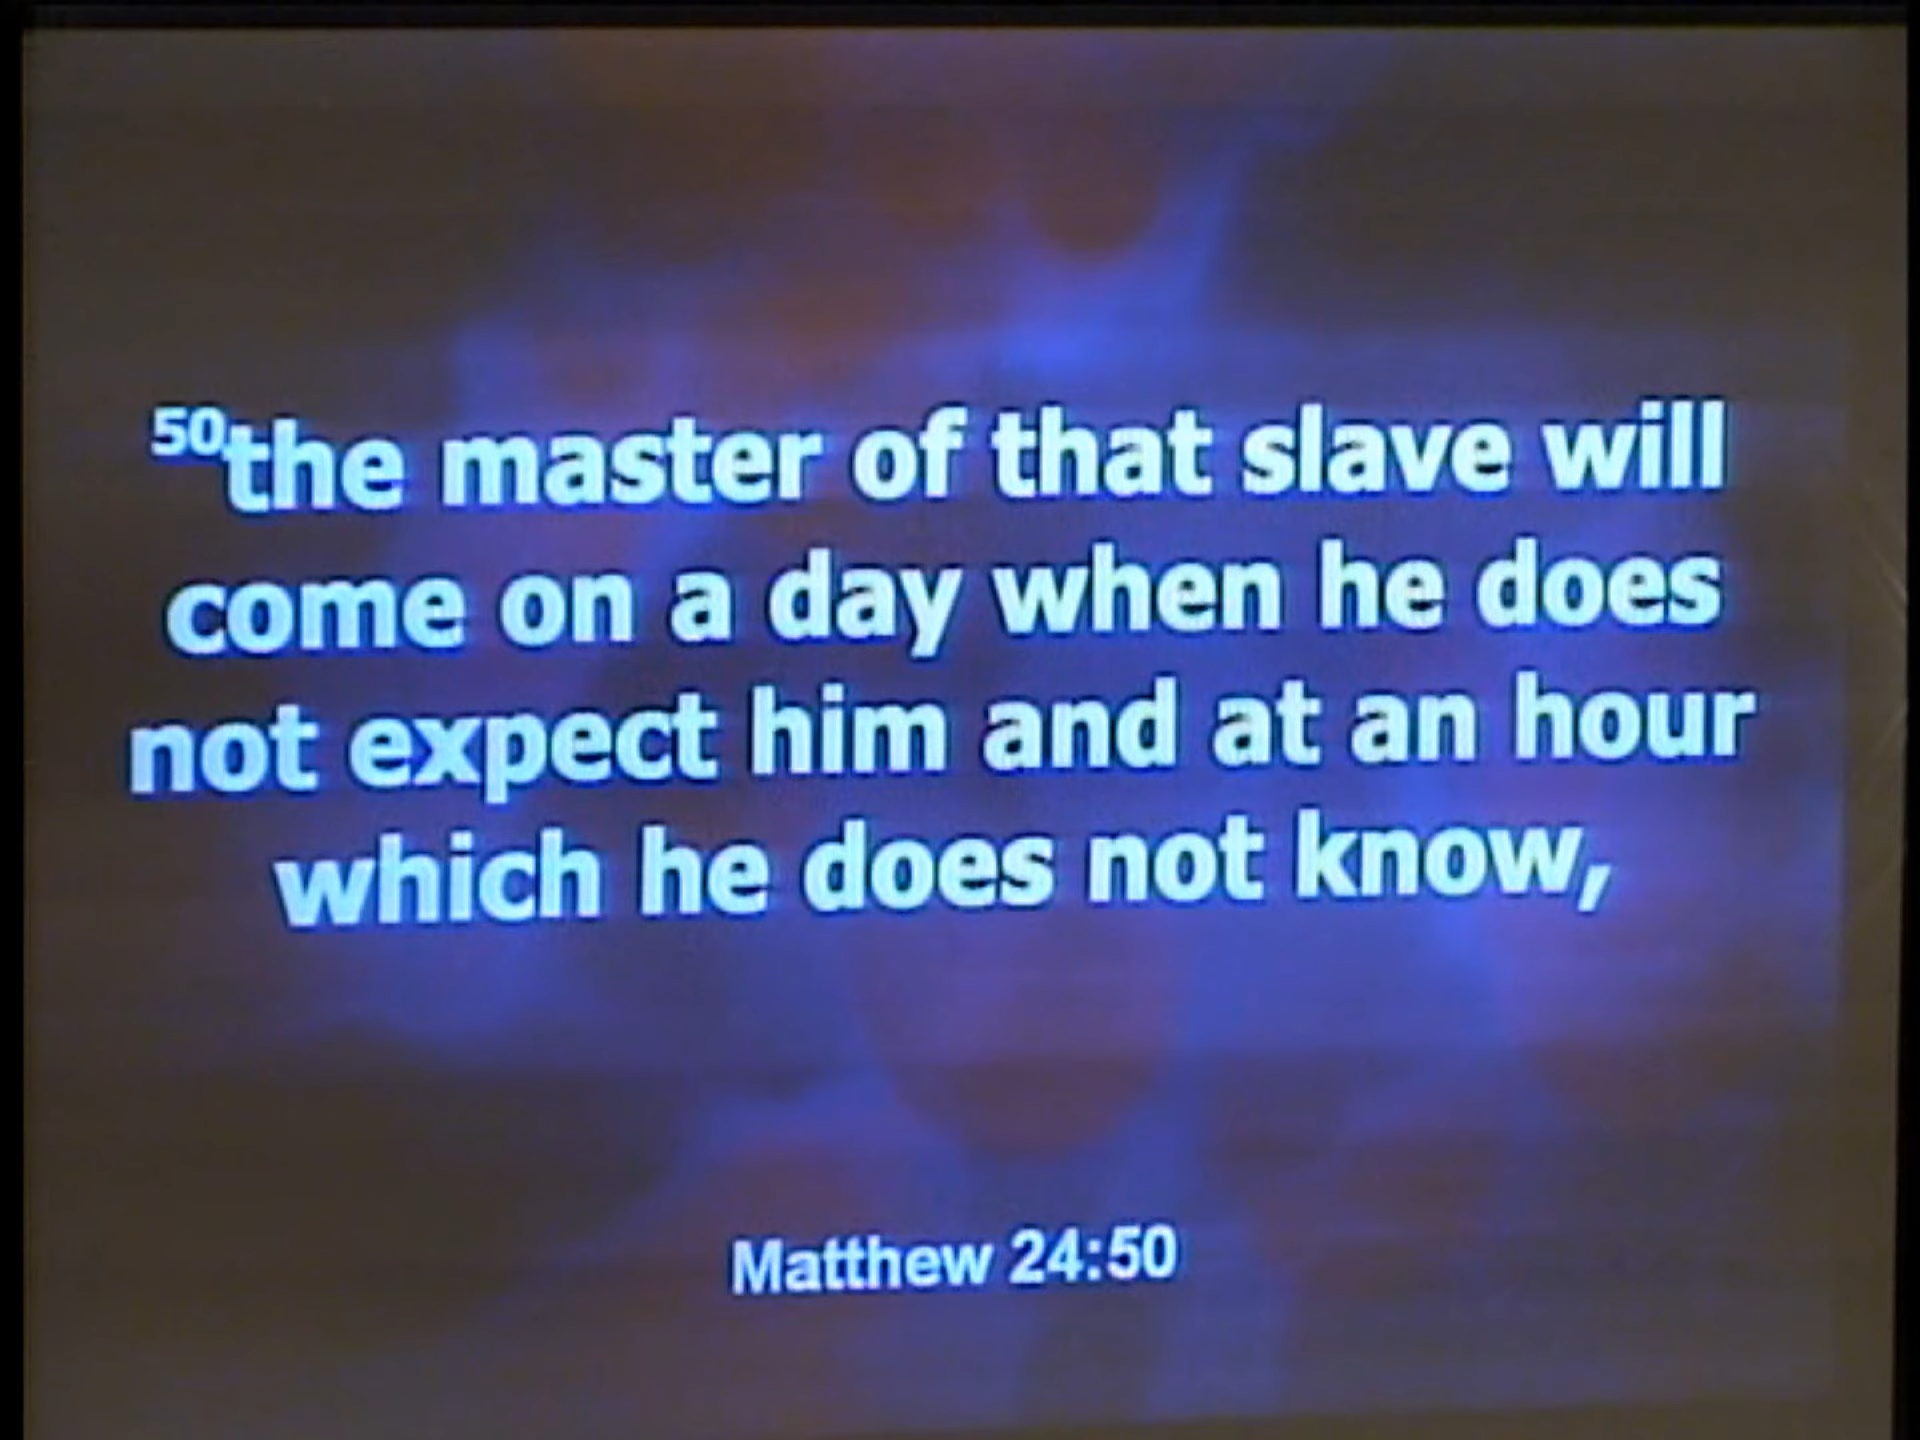 50the master of that slave will
come on a day when he does
not expect him and at an hour
which he does not know,
Matthew 24:50